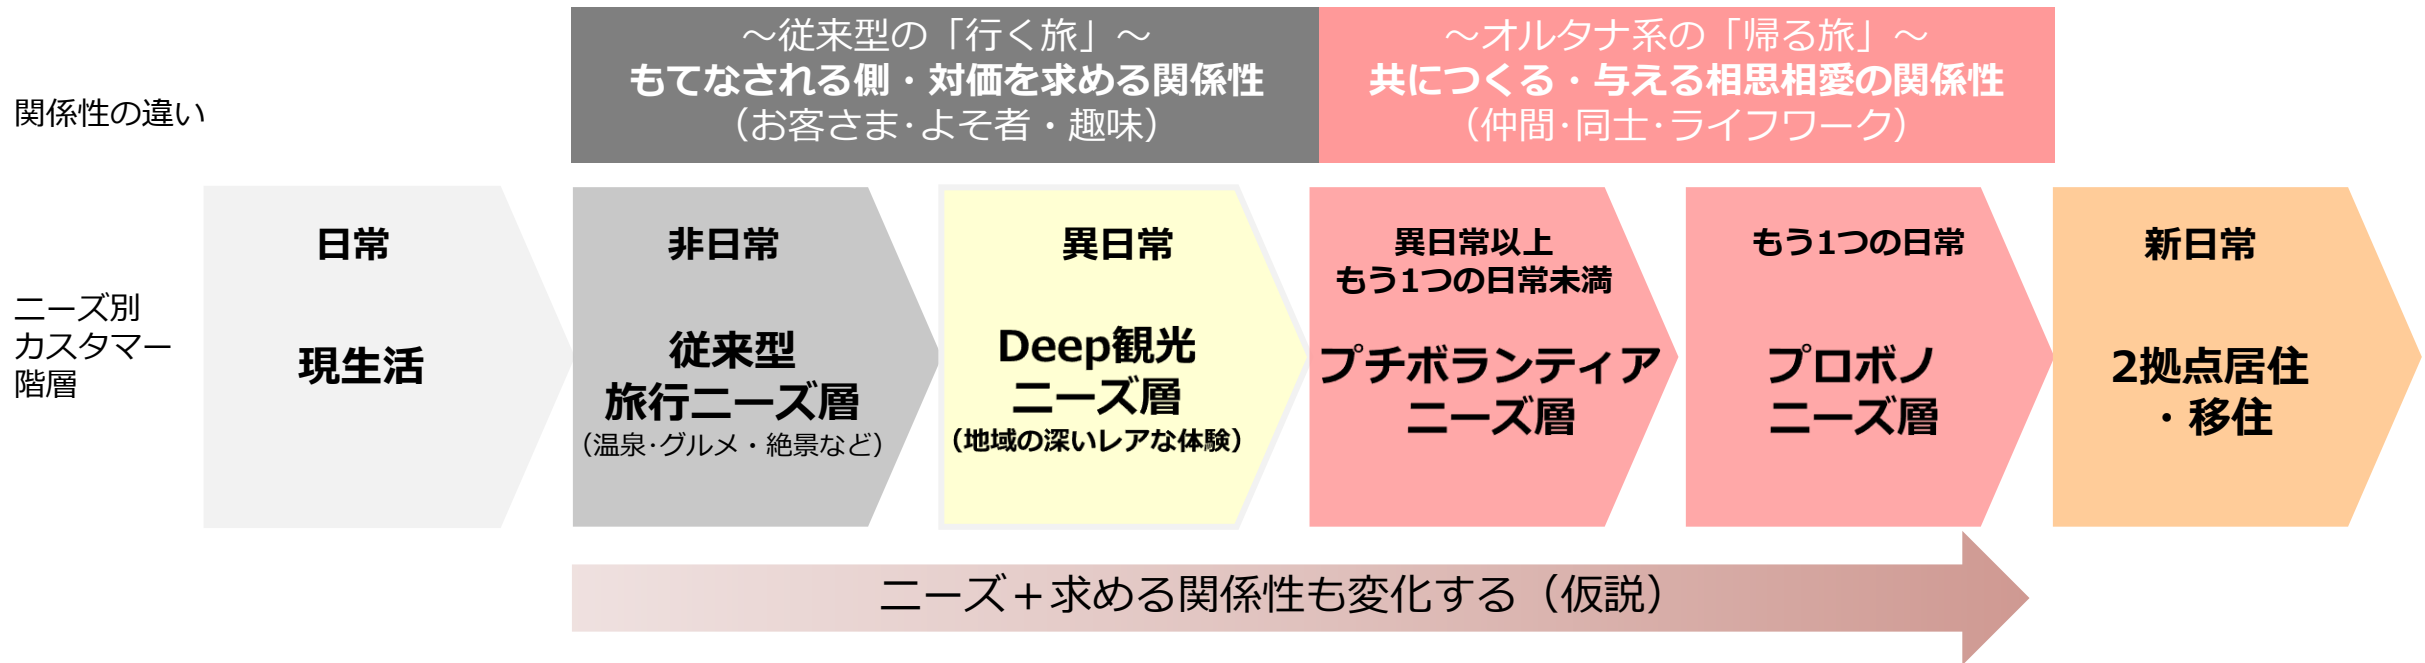 ～従来型の「行く旅」～
もてなされる側・対価を求める関係性
（お客さま･よそ者・趣味）
～オルタナ系の「帰る旅」～
共につくる・与える相思相愛の関係性
（仲間･同士･ライフワーク）
関係性の違い
ニーズ別
カスタマー
階層
日常
現生活
非日常
従来型
旅行ニーズ層
（温泉･グルメ・絶景など）
異日常
Deep観光
ニーズ層
（地域の深いレアな体験）
異日常以上
もう1つの日常未満
プチボランティア
ニーズ層
もう1つの日常
プロボノ
ニーズ層
新日常
2拠点居住
・移住
ニーズ＋求める関係性も変化する（仮説）